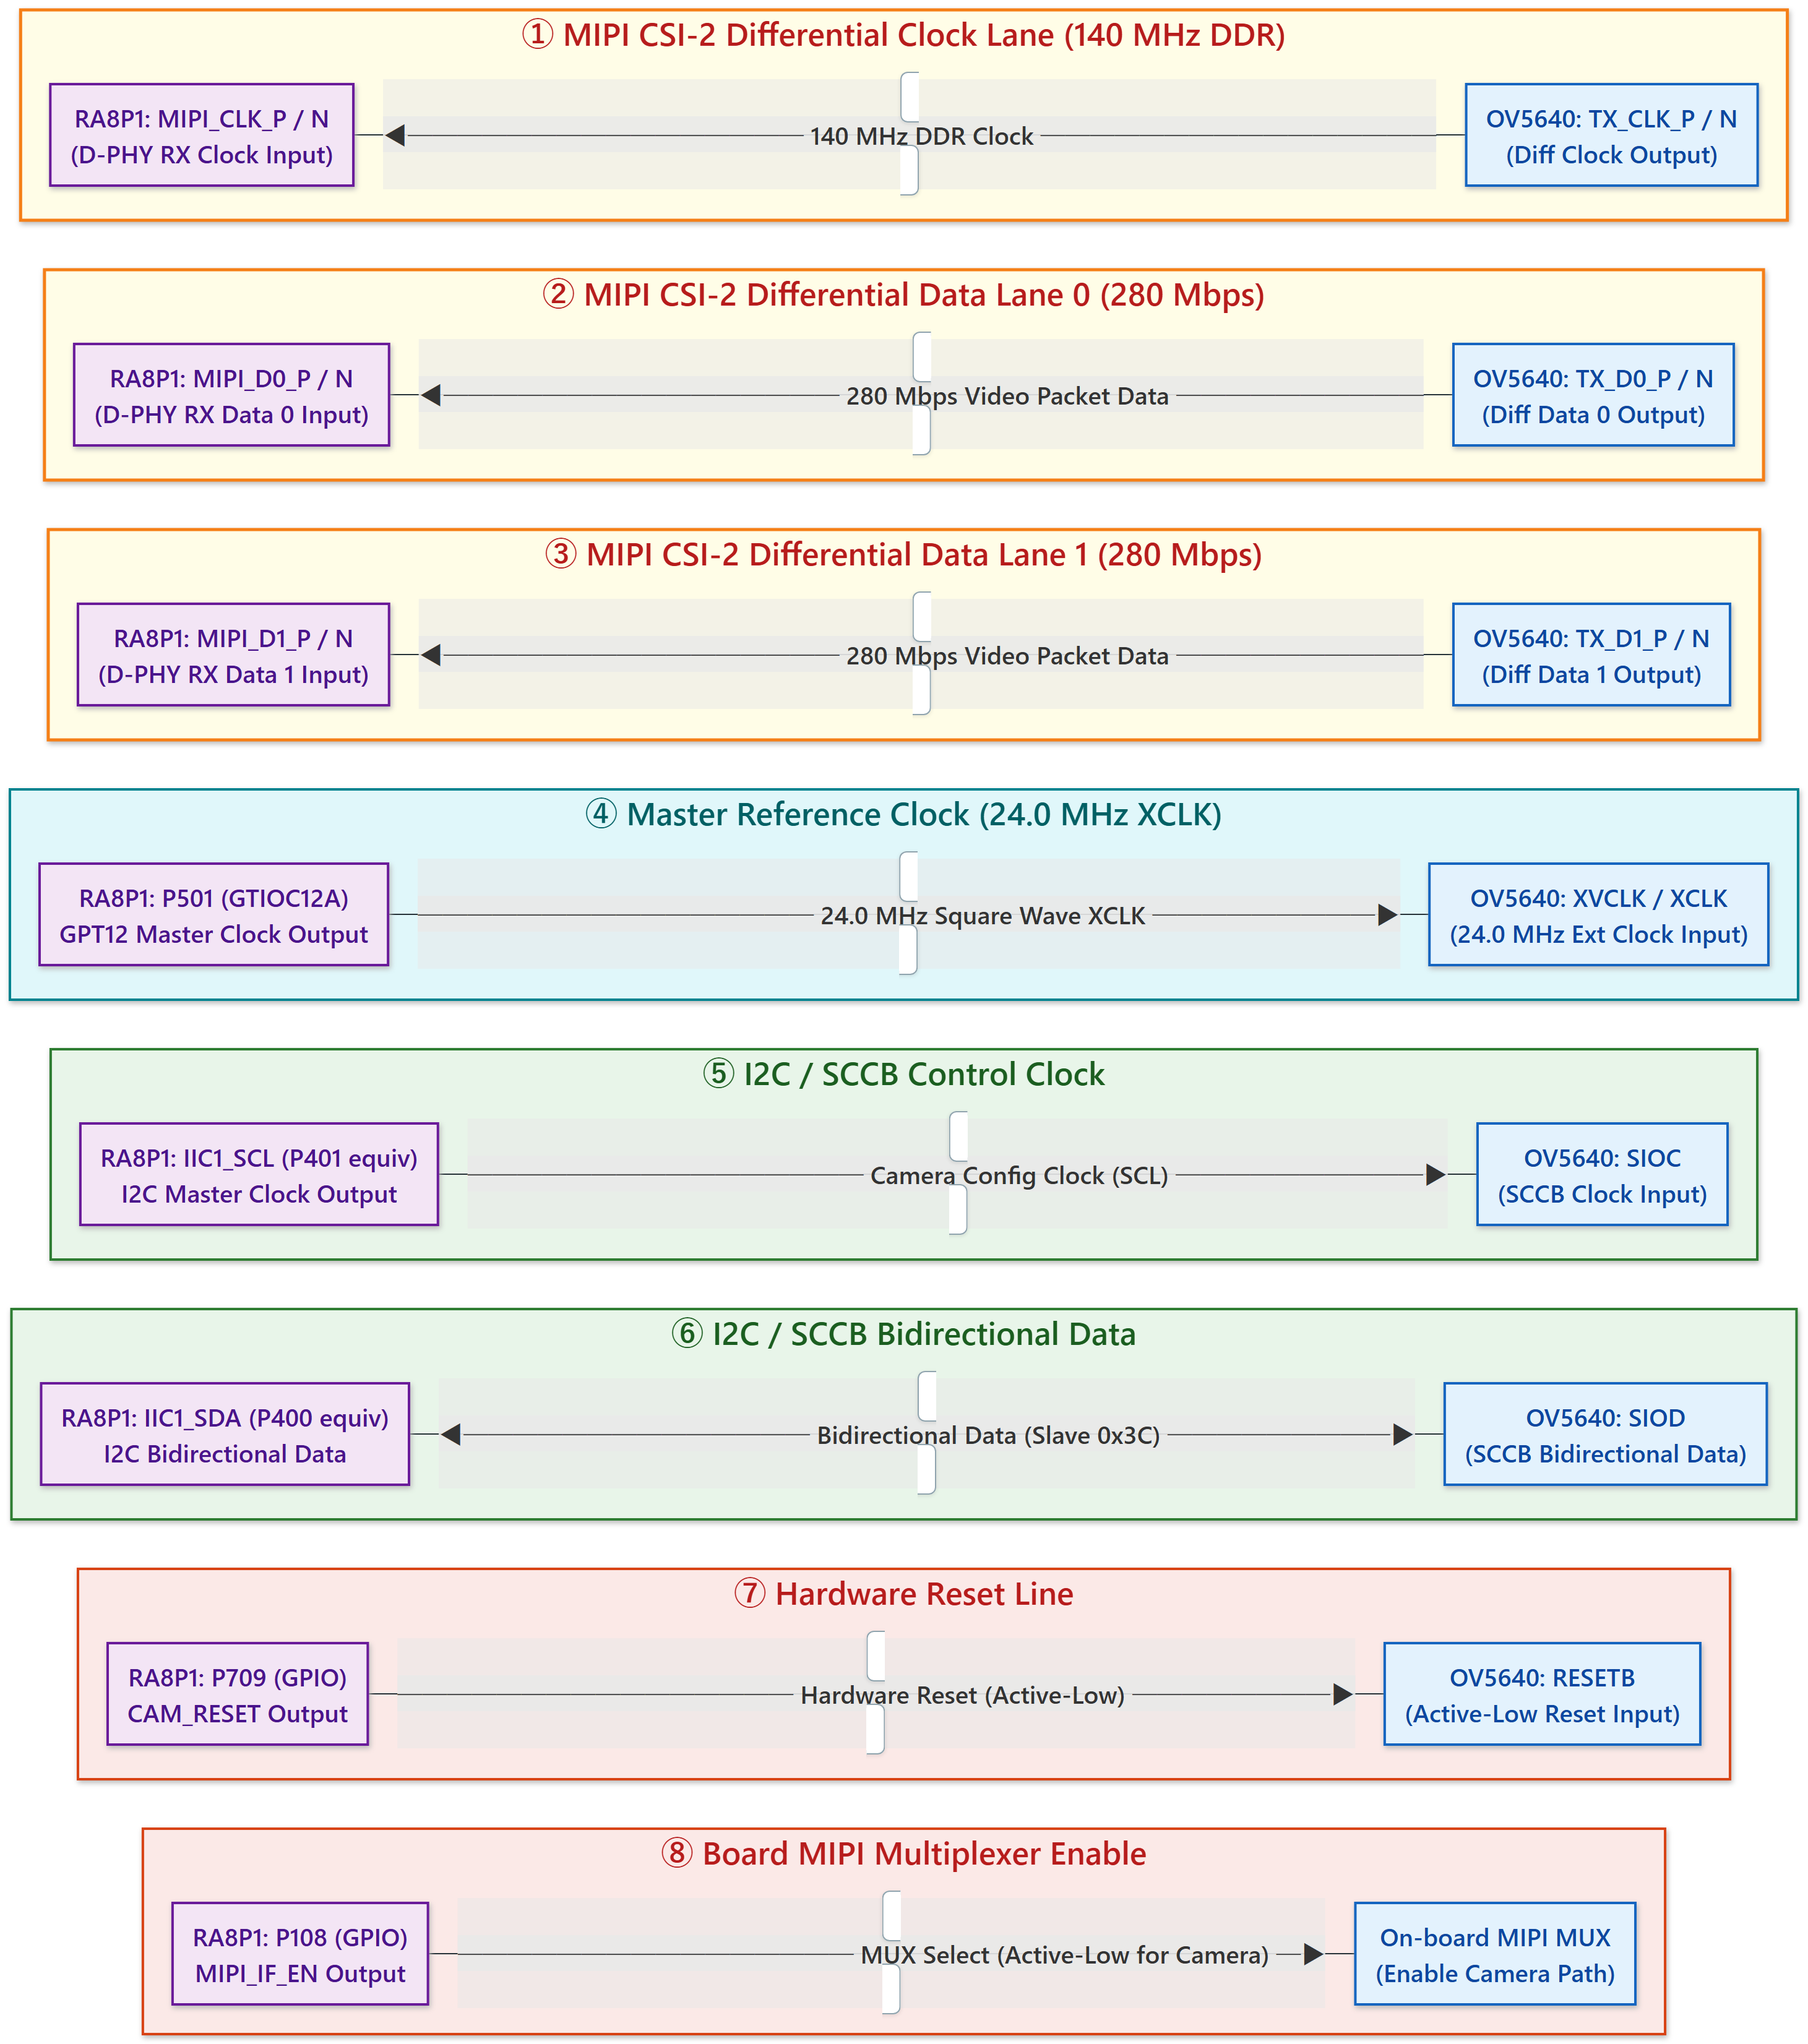 ① MIPI CSI-2 Differential Clock Lane (140 MHz DDR)
RA8P1: MIPI_CLK_P / N
(D-PHY RX Clock Input)
140 MHz DDR Clock
OV5640: TX_CLK_P / N
(Diff Clock Output)
② MIPI CSI-2 Differential Data Lane 0 (280 Mbps)
RA8P1: MIPI_D0_P / N
(D-PHY RX Data 0 Input)
280 Mbps Video Packet Data
OV5640: TX_D0_P / N
(Diff Data 0 Output)
③ MIPI CSI-2 Differential Data Lane 1 (280 Mbps)
RA8P1: MIPI_D1_P / N
(D-PHY RX Data 1 Input)
280 Mbps Video Packet Data
OV5640: TX_D1_P / N
(Diff Data 1 Output)
④ Master Reference Clock (24.0 MHz XCLK)
RA8P1: P501 (GTIOC12A)
GPT12 Master Clock Output
24.0 MHz Square Wave XCLK
OV5640: XVCLK / XCLK
(24.0 MHz Ext Clock Input)
⑤ I2C / SCCB Control Clock
RA8P1: IIC1_SCL (P401 equiv)
I2C Master Clock Output
Camera Config Clock (SCL)
OV5640: SIOC
(SCCB Clock Input)
⑥ I2C / SCCB Bidirectional Data
RA8P1: IIC1_SDA (P400 equiv)
I2C Bidirectional Data
Bidirectional Data (Slave 0x3C)
OV5640: SIOD
(SCCB Bidirectional Data)
⑦ Hardware Reset Line
RA8P1: P709 (GPIO)
CAM_RESET Output
Hardware Reset (Active-Low)
OV5640: RESETB
(Active-Low Reset Input)
⑧ Board MIPI Multiplexer Enable
RA8P1: P108 (GPIO)
MIPI_IF_EN Output
MUX Select (Active-Low for Camera)
On-board MIPI MUX
(Enable Camera Path)